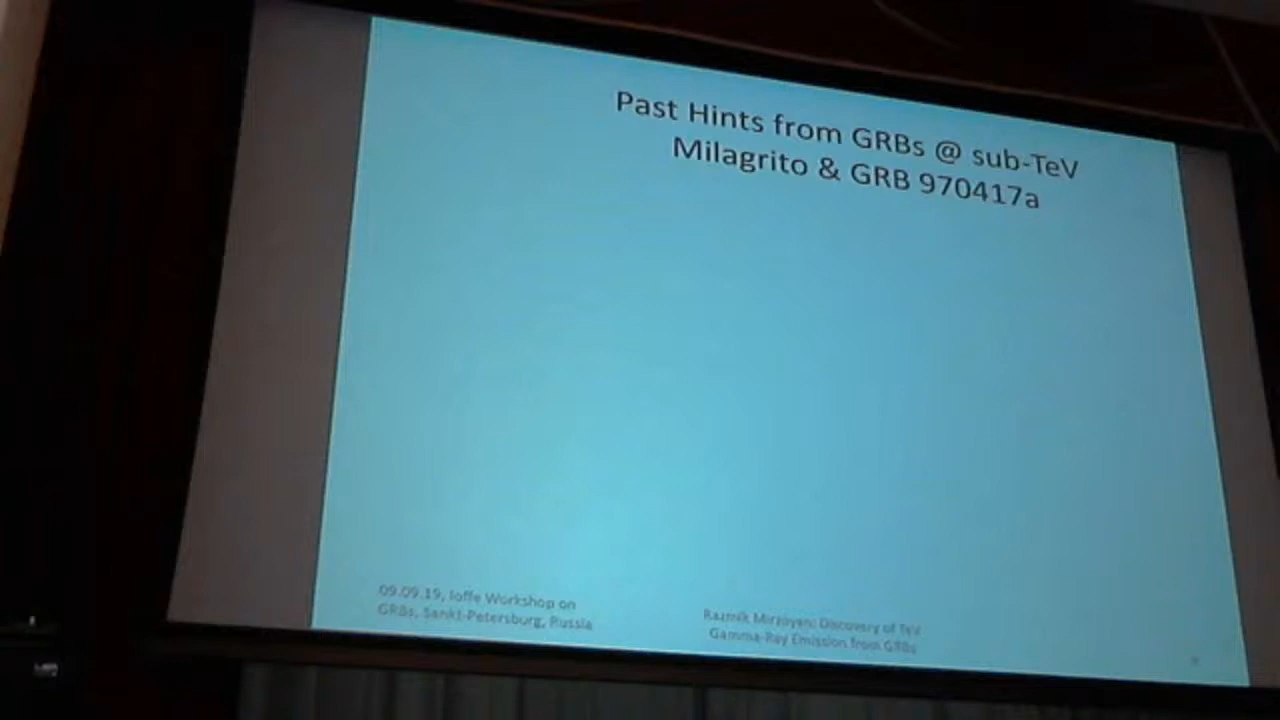 Past Hints from GRBs @ sub-TeV
Milagrito & GRB 970417a
09.09.19, Ioffe Workshop on
GRBs, Sankt-Petersburg, Russia
Razmik Mirzoyan: Discovery of TeV
Gamma-Ray Emission from GRBs